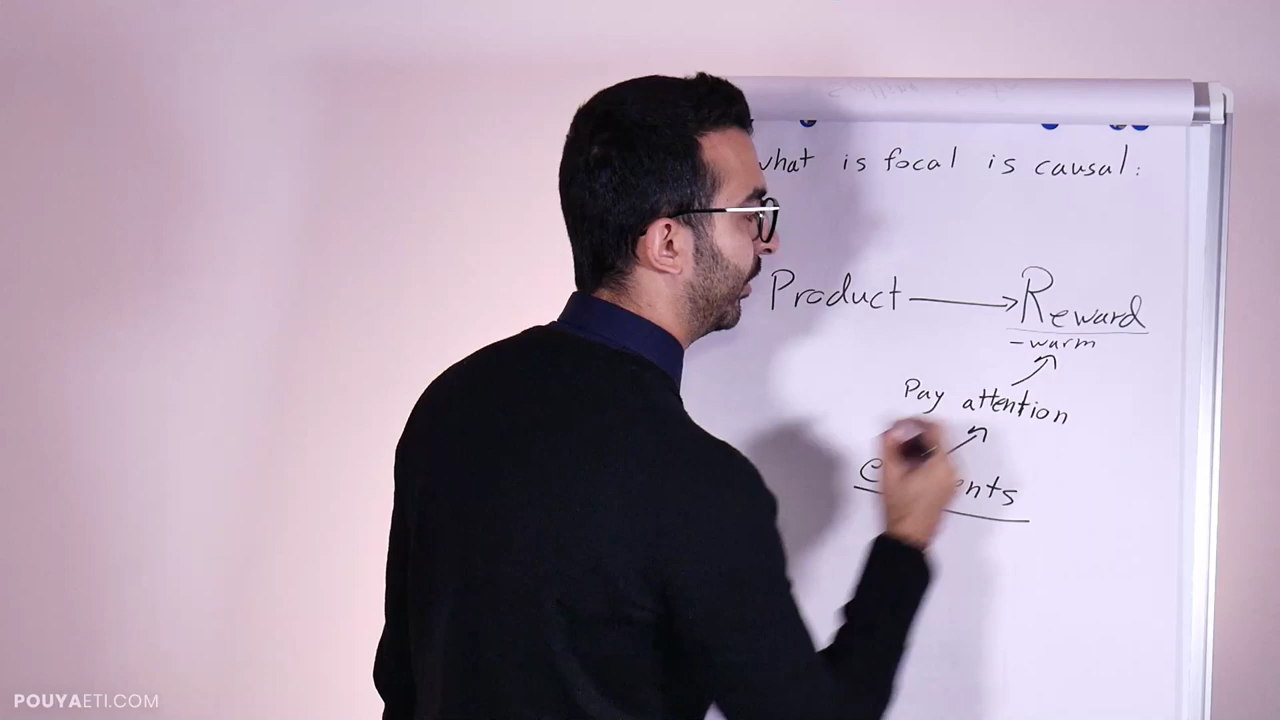 what is focal is causal:
Product → Reward
- warm
Pay attention
POUYAETI.COM